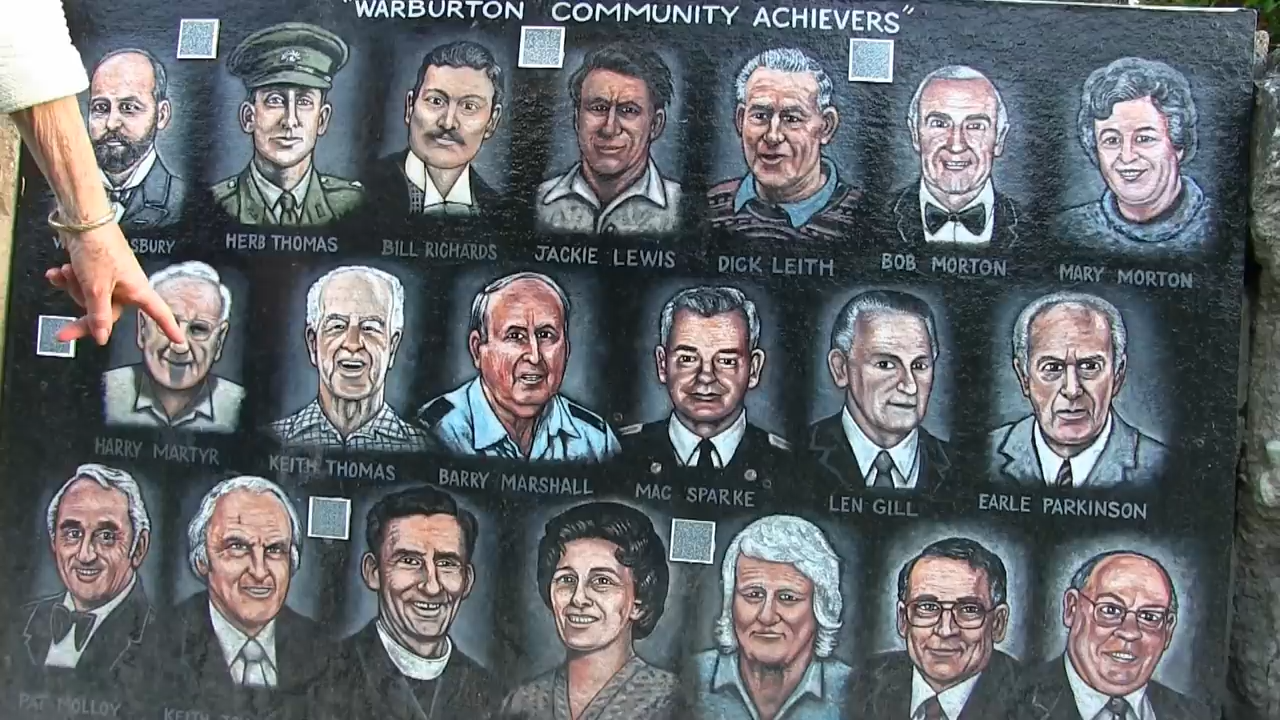 "WARBURTON COMMUNITY ACHIEVERS"
HERB THOMAS
BILL RICHARDS
JACKIE LEWIS
DICK LEITH
BOB MORTON
MARY MORTON
HARRY MARTYR
KEITH THOMAS
BARRY MARSHALL
MAC SPARKE
LEN GILL
EARLE PARKINSON
PAT MOLLOY
KEITH